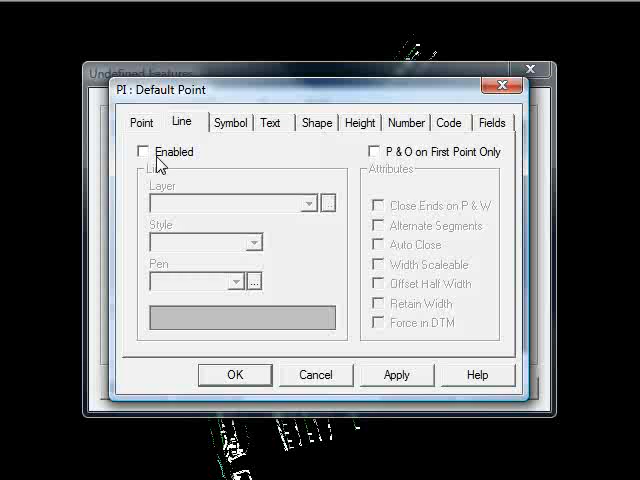 Undefined Features
PI : Default Point
Point Line Symbol Text Shape Height Number Code Fields
Enabled
P & O on First Point Only
Attributes
Layer
Style
Pen
...
Close Ends on P & W
Alternate Segments
Auto Close
Width Scaleable
Offset Half Width
Retain Width
Force in DTM
OK Cancel Apply Help